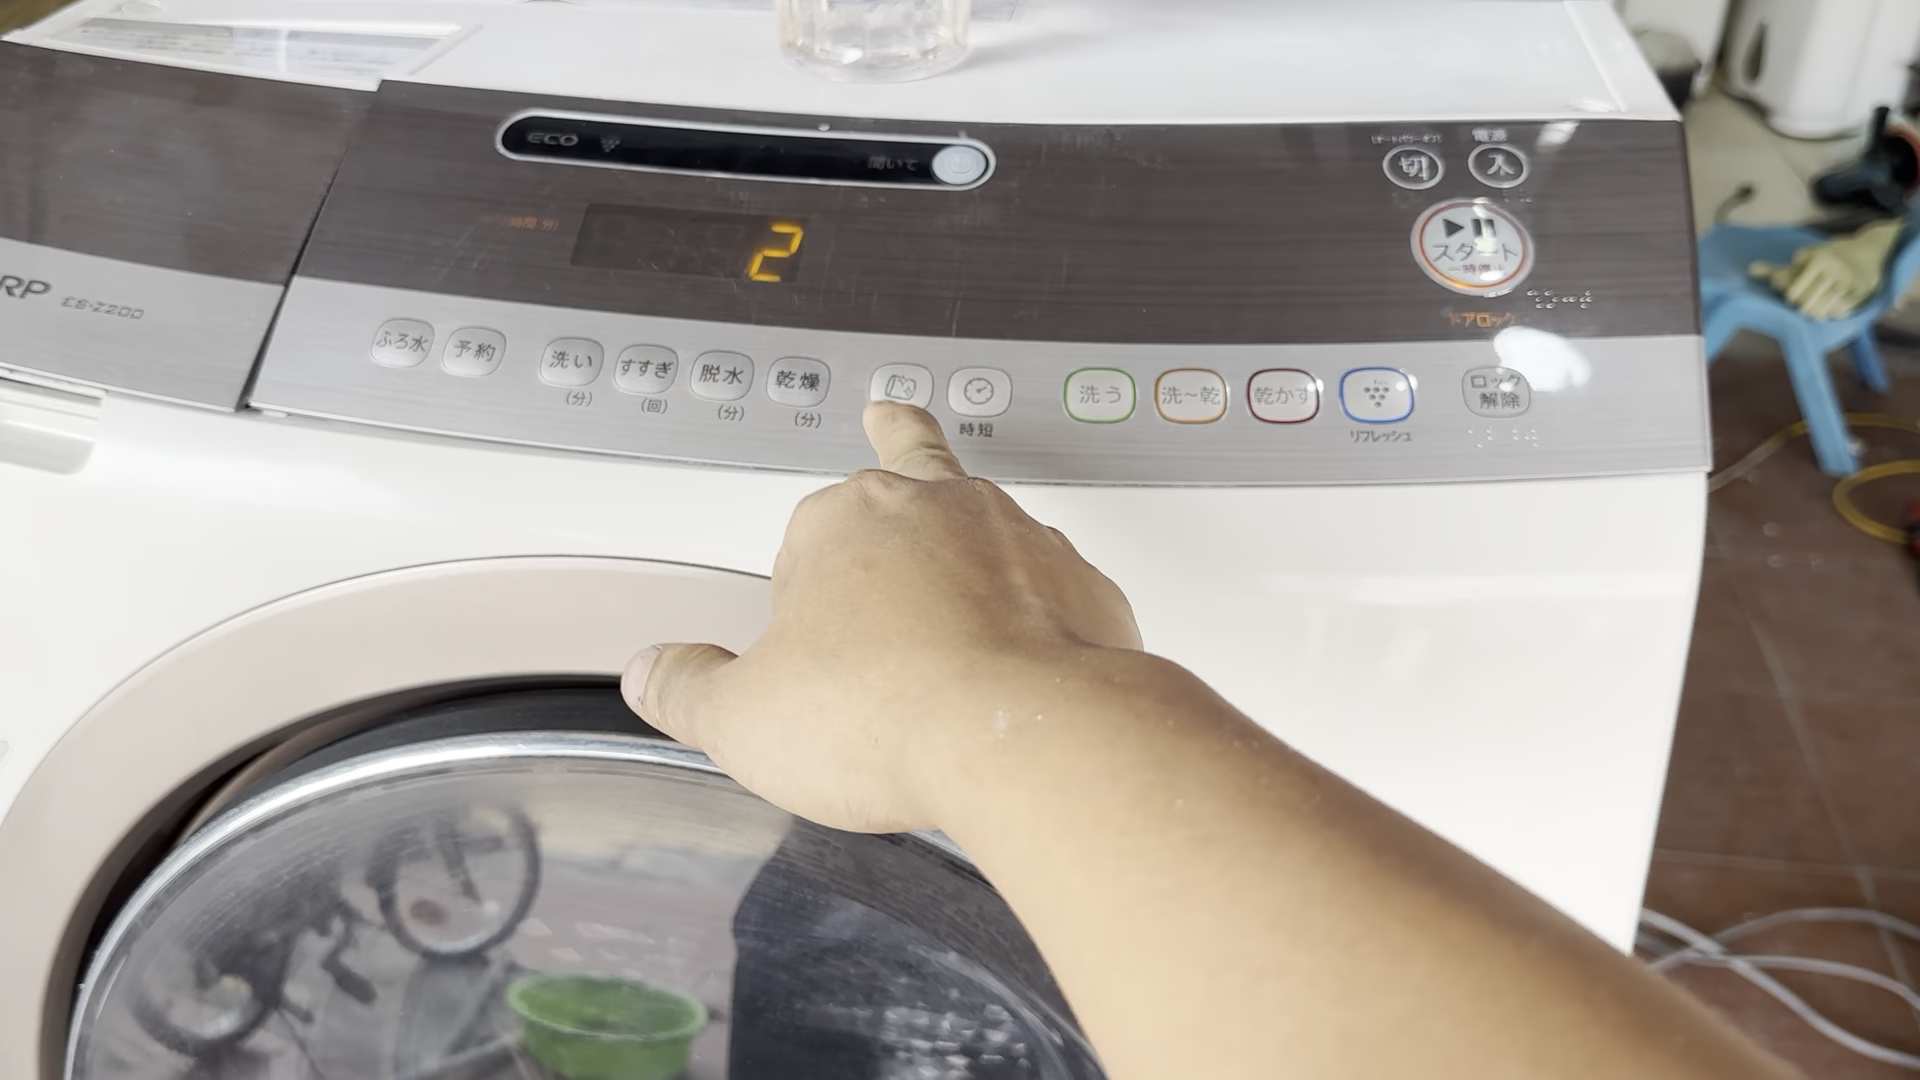 ECO
開いて
切
電源
入
2
スタート
一時停止
ドアロック
RP ES-Z200
ふろ水
予約
洗い
(分)
すすぎ
(回)
脱水
(分)
乾燥
(分)
時短
洗う
洗~乾
乾かす
リフレッシュ
ロック
解除